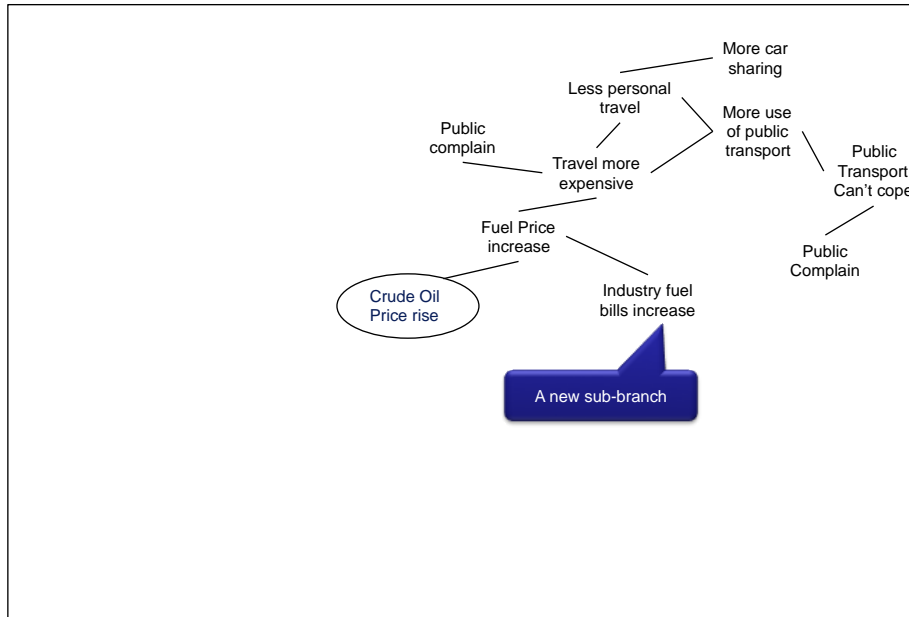 More car
sharing
Less personal
travel
More use
of public
transport
Public
complain
Public
Transport
Can't cope
Travel more
expensive
Fuel Price
increase
Public
Complain
Crude Oil
Price rise
Industry fuel
bills increase
A new sub-branch